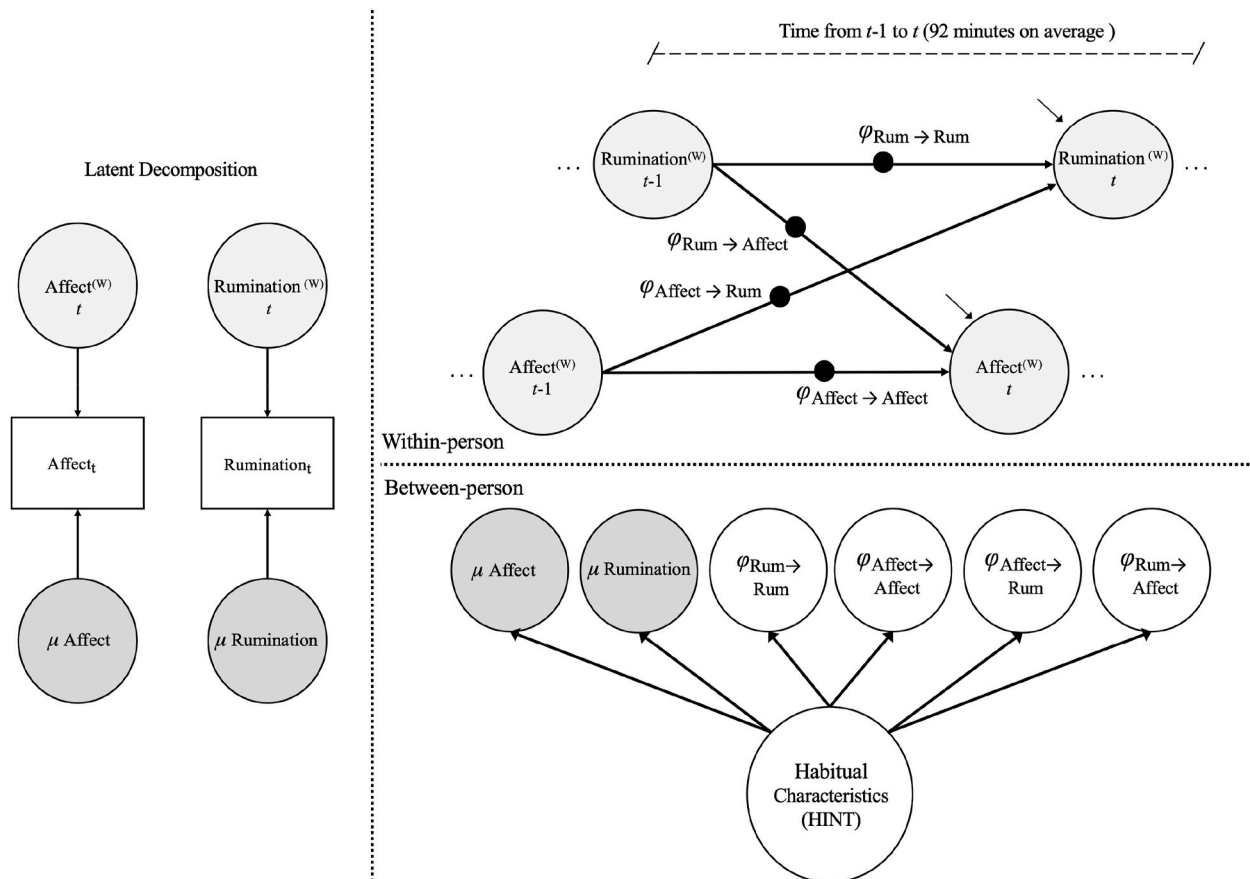 Latent Decomposition
Affect(W)
t
Rumination (W)
t
Affectt
Ruminationt
μ Affect
μ Rumination
Time from t-1 to t (92 minutes on average )
. . .
Rumination(W)
t-1
φRum → Rum
Rumination (W)
t
. . .
φRum → Affect
φAffect → Rum
. . .
Affect(W)
t-1
φAffect → Affect
Affect(W)
t
. . .
Within-person
Between-person
μ Affect
μ Rumination
φRum→
Rum
φAffect→
Affect
φAffect→
Rum
φRum→
Affect
Habitual
Characteristics
(HINT)